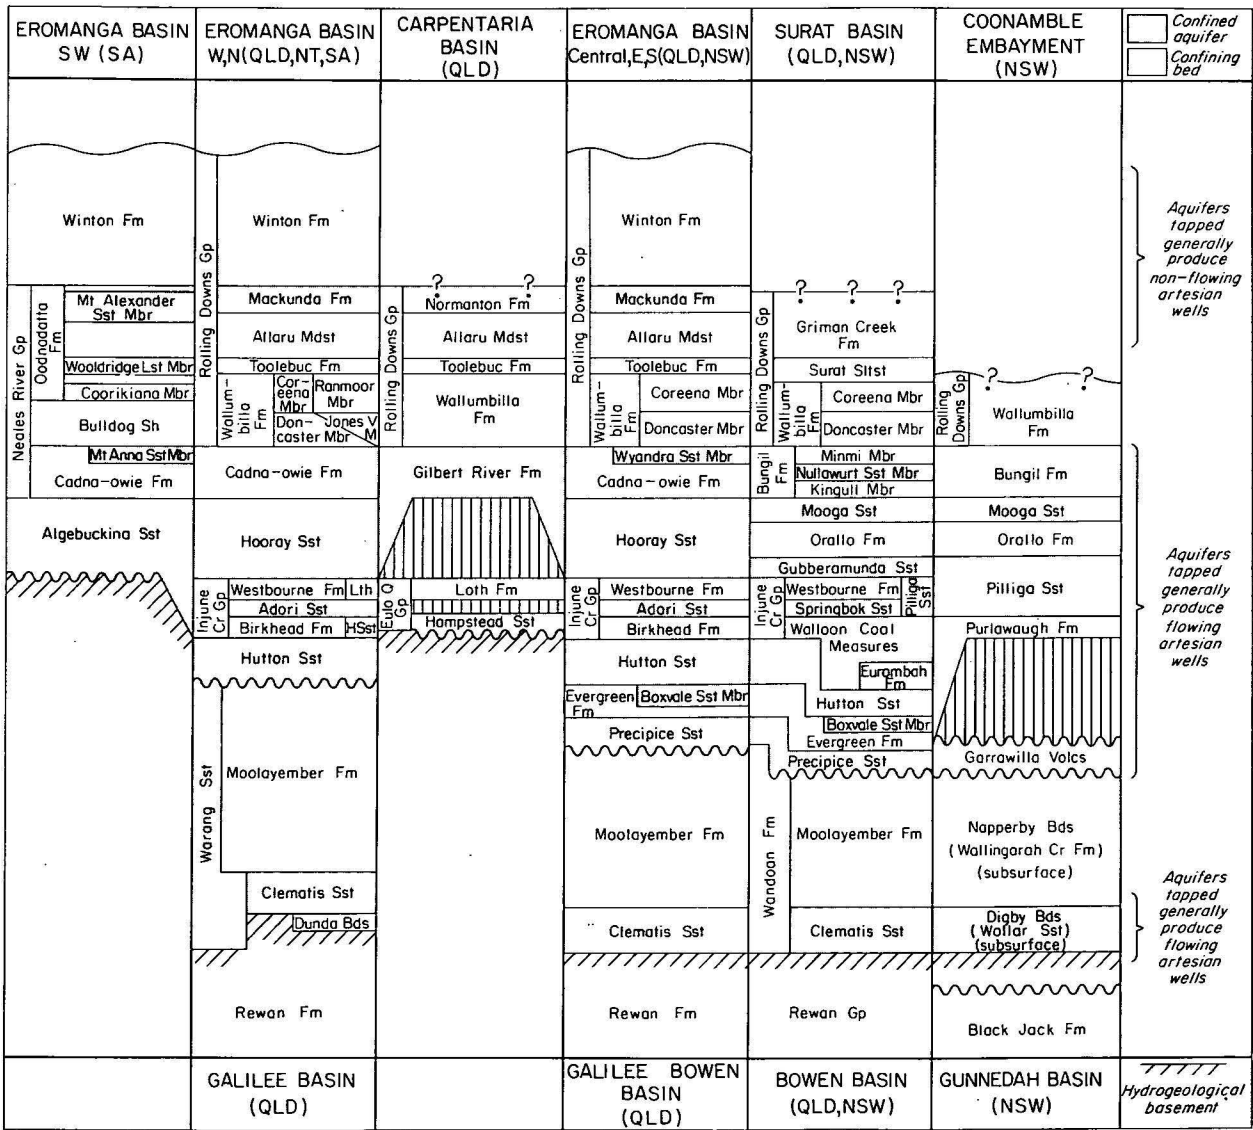 EROMANGA BASIN
SW (SA)
EROMANGA BASIN
W,N(QLD,NT,SA)
CARPENTARIA
BASIN
(QLD)
EROMANGA BASIN
Central,E,S(QLD,NSW)
SURAT BASIN
(QLD,NSW)
COONAMBLE
EMBAYMENT
(NSW)
Confined
aquifer
Confining
bed
Winton Fm
Neales River Gp
Oodnadatta
Fm
Mt Alexander
Sst Mbr
Wooldridge Lst Mbr
Coorikiana Mbr
Bulldog Sh
Mt Anna Sst Mbr
Cadna-owie Fm
Algebuckina Sst
Rolling Downs Gp
Winton Fm
Mackunda Fm
Allaru Mdst
Toolebuc Fm
Wallum-
billa
Fm
Cor-
eena
Mbr
Ranmoor
Mbr
Don-
caster Mbr
Jones V
M
Cadna-owie Fm
Hooray Sst
Injune
Cr Gp
Westbourne Fm
Lth
Adori Sst
Birkhead Fm
HSst
Hutton Sst
Warang Sst
Moolayember Fm
Clematis Sst
Dunda Bds
Rewan Fm
GALILEE BASIN
(QLD)
? ?
Rolling Downs Gp
Normanton Fm
Allaru Mdst
Toolebuc Fm
Wallumbilla
Fm
Gilbert River Fm
Eulo Q
Gp
Loth Fm
Hampstead Sst
Rolling Downs Gp
Winton Fm
Mackunda Fm
Allaru Mdst
Toolebuc Fm
Wallum-
billa
Fm
Coreena Mbr
Doncaster Mbr
Wyandra Sst Mbr
Cadna-owie Fm
Hooray Sst
Injune
Cr Gp
Westbourne Fm
Adori Sst
Birkhead Fm
Hutton Sst
Evergreen
Fm
Boxvale Sst Mbr
Precipice Sst
Moolayember Fm
Clematis Sst
Rewan Fm
GALILEE BOWEN
BASIN
(QLD)
? ? ?
Rolling Downs Gp
Griman Creek
Fm
Surat Sltst
Wallum-
billa
Fm
Coreena Mbr
Doncaster Mbr
Bungil
Fm
Minmi Mbr
Nullawurt Sst Mbr
Kingull Mbr
Mooga Sst
Orallo Fm
Gubberamunda Sst
Injune
Cr Gp
Westbourne Fm
Springbok Sst
Pilliga
Sst
Walloon Coal
Measures
Eurombah
Fm
Hutton Sst
Boxvale Sst Mbr
Evergreen Fm
Precipice Sst
Wandoan Fm
Moolayember Fm
Clematis Sst
Rewan Gp
BOWEN BASIN
(QLD,NSW)
? ?
Rolling
Downs Gp
Wallumbilla
Fm
Bungil Fm
Mooga Sst
Orallo Fm
Pilliga Sst
Purlawaugh Fm
Garrawilla Volcs
Napperby Bds
(Wallingarah Cr Fm)
(subsurface)
Digby Bds
(Wollar Sst)
(subsurface)
Black Jack Fm
GUNNEDAH BASIN
(NSW)
Aquifers
tapped
generally
produce
non-flowing
artesian
wells
Aquifers
tapped
generally
produce
flowing
artesian
wells
Aquifers
tapped
generally
produce
flowing
artesian
wells
Hydrogeological
basement